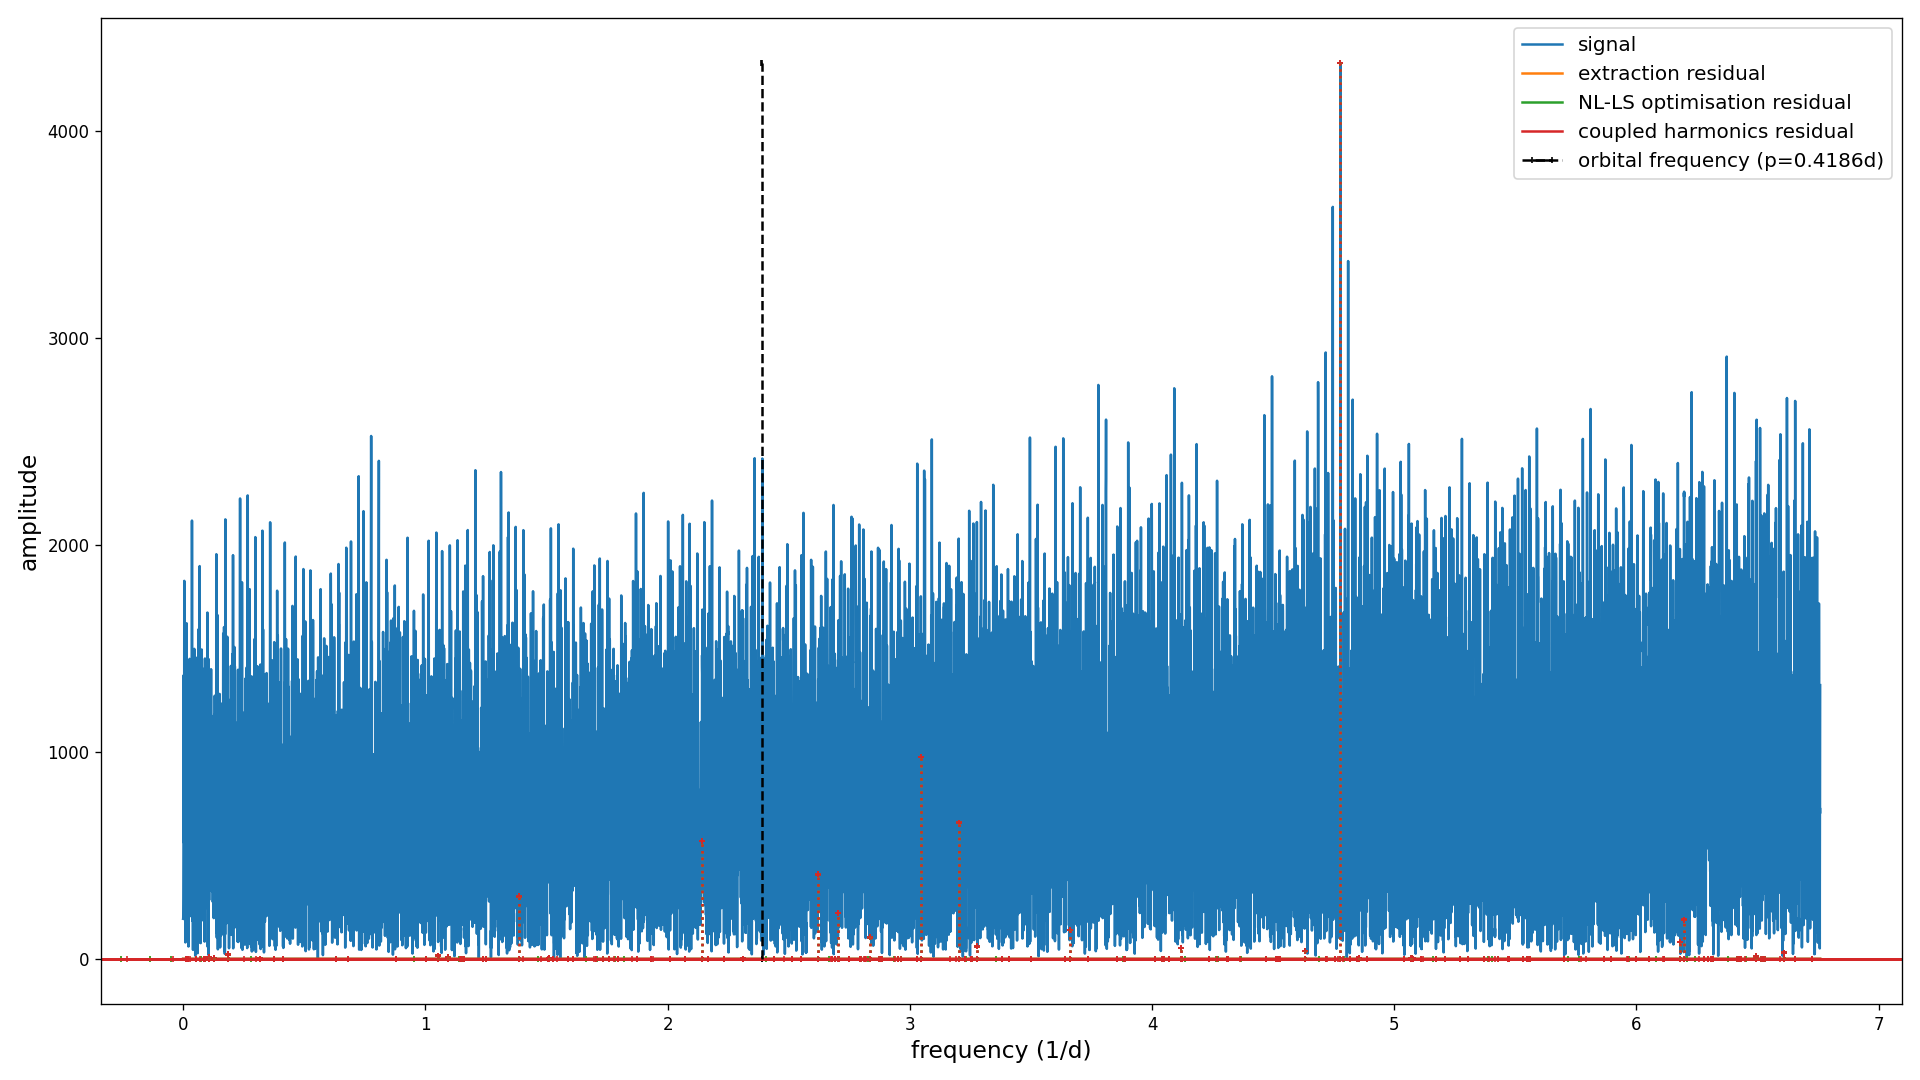 signal
extraction residual
NL-LS optimisation residual
coupled harmonics residual
orbital frequency (p=0.4186d)
amplitude
4000
3000
2000
1000
0
0 1 2 3 4 5 6 7
frequency (1/d)